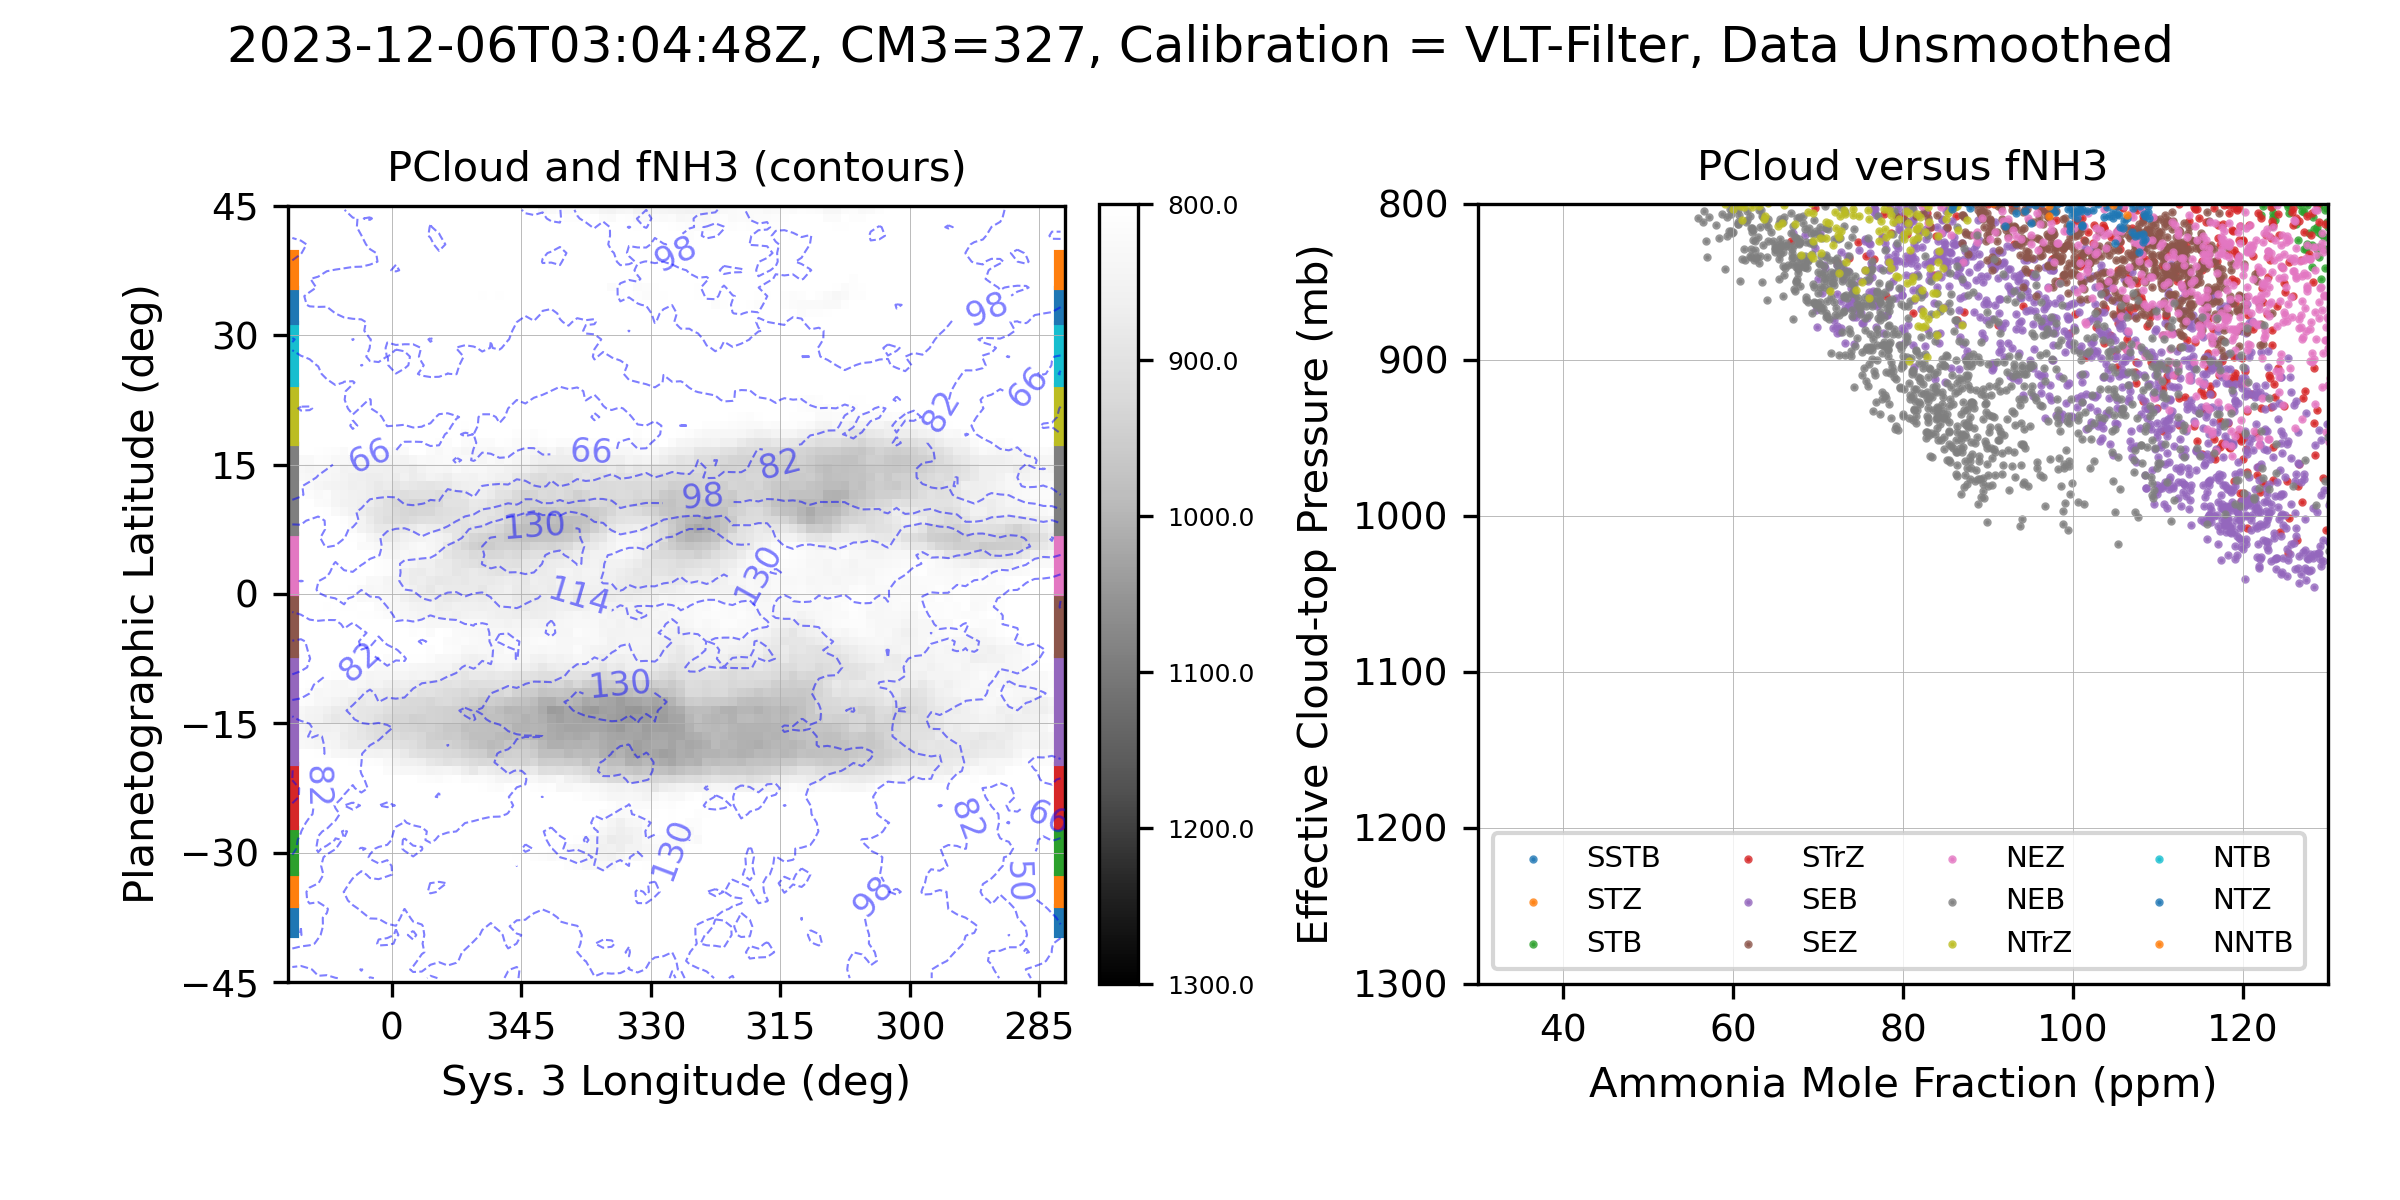 2023-12-06T03:04:48Z, CM3=327, Calibration = VLT-Filter, Data Unsmoothed
PCloud and fNH3 (contours)
Planetographic Latitude (deg)
45
30
15
0
−15
−30
−45
0
345
330
315
300
285
Sys. 3 Longitude (deg)
98
98
66
82
66
66
82
98
130
130
114
82
130
82
66
82
130
50
98
800.0
900.0
1000.0
1100.0
1200.0
1300.0
PCloud versus fNH3
Effective Cloud-top Pressure (mb)
800
900
1000
1100
1200
1300
40
60
80
100
120
Ammonia Mole Fraction (ppm)
SSTB
STZ
STB
STrZ
SEB
SEZ
NEZ
NEB
NTrZ
NTB
NTZ
NNTB